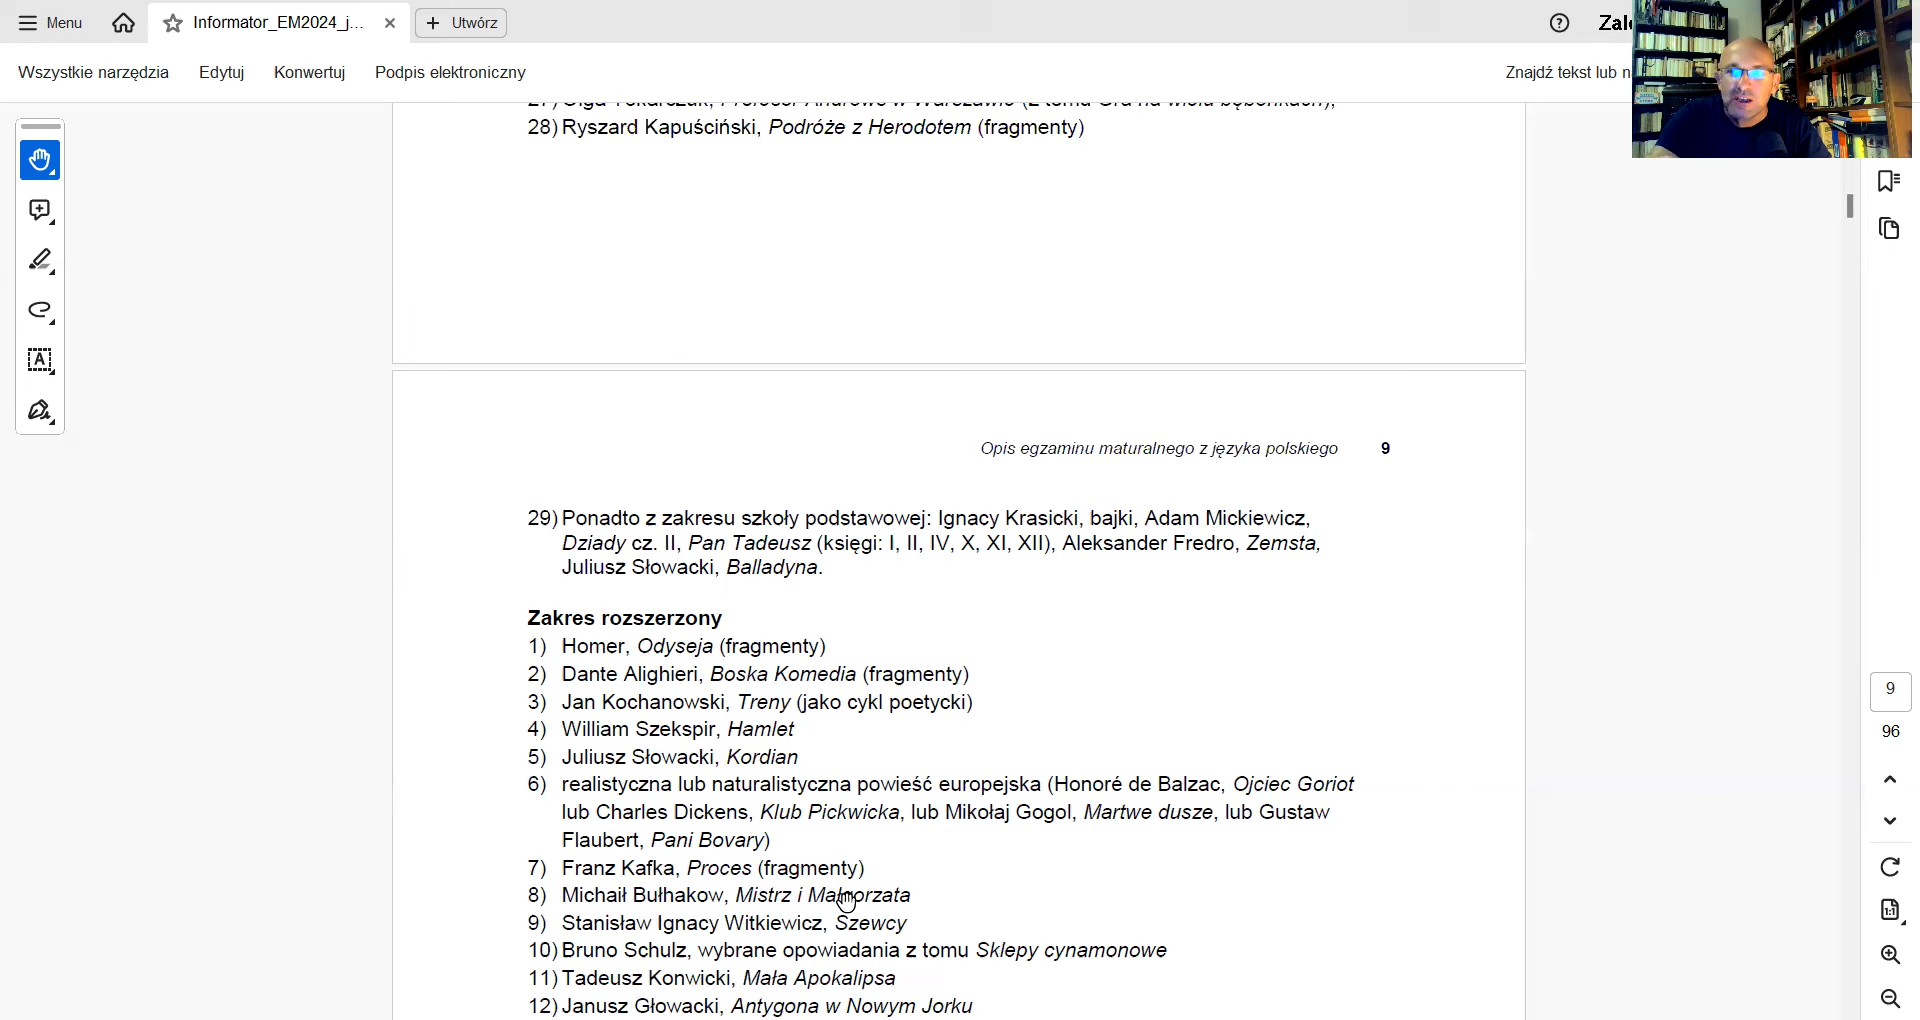 Menu
Informator_EM2024_j...
Utwórz
Wszystkie narzędzia
Edytuj
Konwertuj
Podpis elektroniczny
Znajdź tekst lub
28) Ryszard Kapuściński, Podróże z Herodotem (fragmenty)
Opis egzaminu maturalnego z języka polskiego 9
29) Ponadto z zakresu szkoły podstawowej: Ignacy Krasicki, bajki, Adam Mickiewicz,
Dziady cz. II, Pan Tadeusz (księgi: I, II, IV, X, XI, XII), Aleksander Fredro, Zemsta,
Juliusz Słowacki, Balladyna.
Zakres rozszerzony
1) Homer, Odyseja (fragmenty)
2) Dante Alighieri, Boska Komedia (fragmenty)
3) Jan Kochanowski, Treny (jako cykl poetycki)
4) William Szekspir, Hamlet
5) Juliusz Słowacki, Kordian
6) realistyczna lub naturalistyczna powieść europejska (Honoré de Balzac, Ojciec Goriot
lub Charles Dickens, Klub Pickwicka, lub Mikołaj Gogol, Martwe dusze, lub Gustaw
Flaubert, Pani Bovary)
7) Franz Kafka, Proces (fragmenty)
8) Michaił Bułhakow, Mistrz i Małgorzata
9) Stanisław Ignacy Witkiewicz, Szewcy
10) Bruno Schulz, wybrane opowiadania z tomu Sklepy cynamonowe
11) Tadeusz Konwicki, Mała Apokalipsa
12) Janusz Głowacki, Antygona w Nowym Jorku
9
96